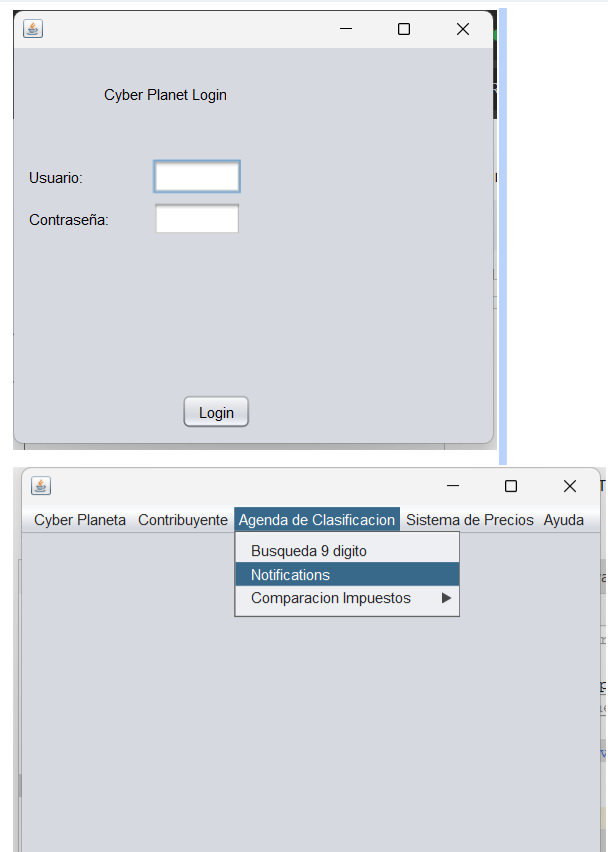 Cyber Planet Login
Usuario:
Contraseña:
Login
Cyber Planeta Contribuyente Agenda de Clasificacion Sistema de Precios Ayuda
Busqueda 9 digito
Notifications
Comparacion Impuestos